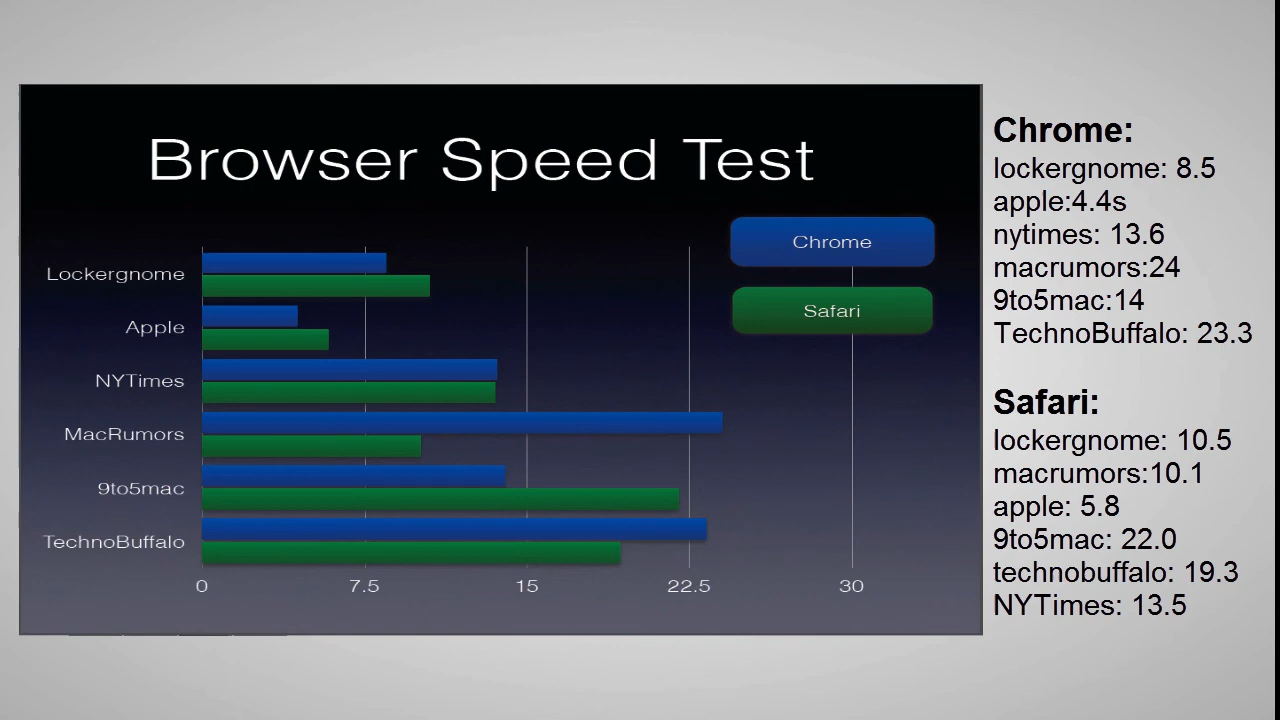 Browser Speed Test
Chrome
Safari
Lockergnome
Apple
NYTimes
MacRumors
9to5mac
TechnoBuffalo
0 7.5 15 22.5 30
Chrome:
lockergnome: 8.5
apple:4.4s
nytimes: 13.6
macrumors:24
9to5mac:14
TechnoBuffalo: 23.3
Safari:
lockergnome: 10.5
macrumors:10.1
apple: 5.8
9to5mac: 22.0
technobuffalo: 19.3
NYTimes: 13.5